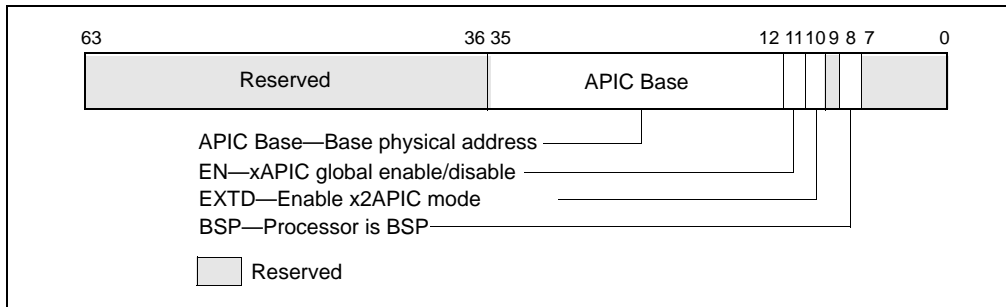 63 36 35 12 11 10 9 8 7 0
Reserved APIC Base
APIC Base—Base physical address
EN—xAPIC global enable/disable
EXTD—Enable x2APIC mode
BSP—Processor is BSP
Reserved